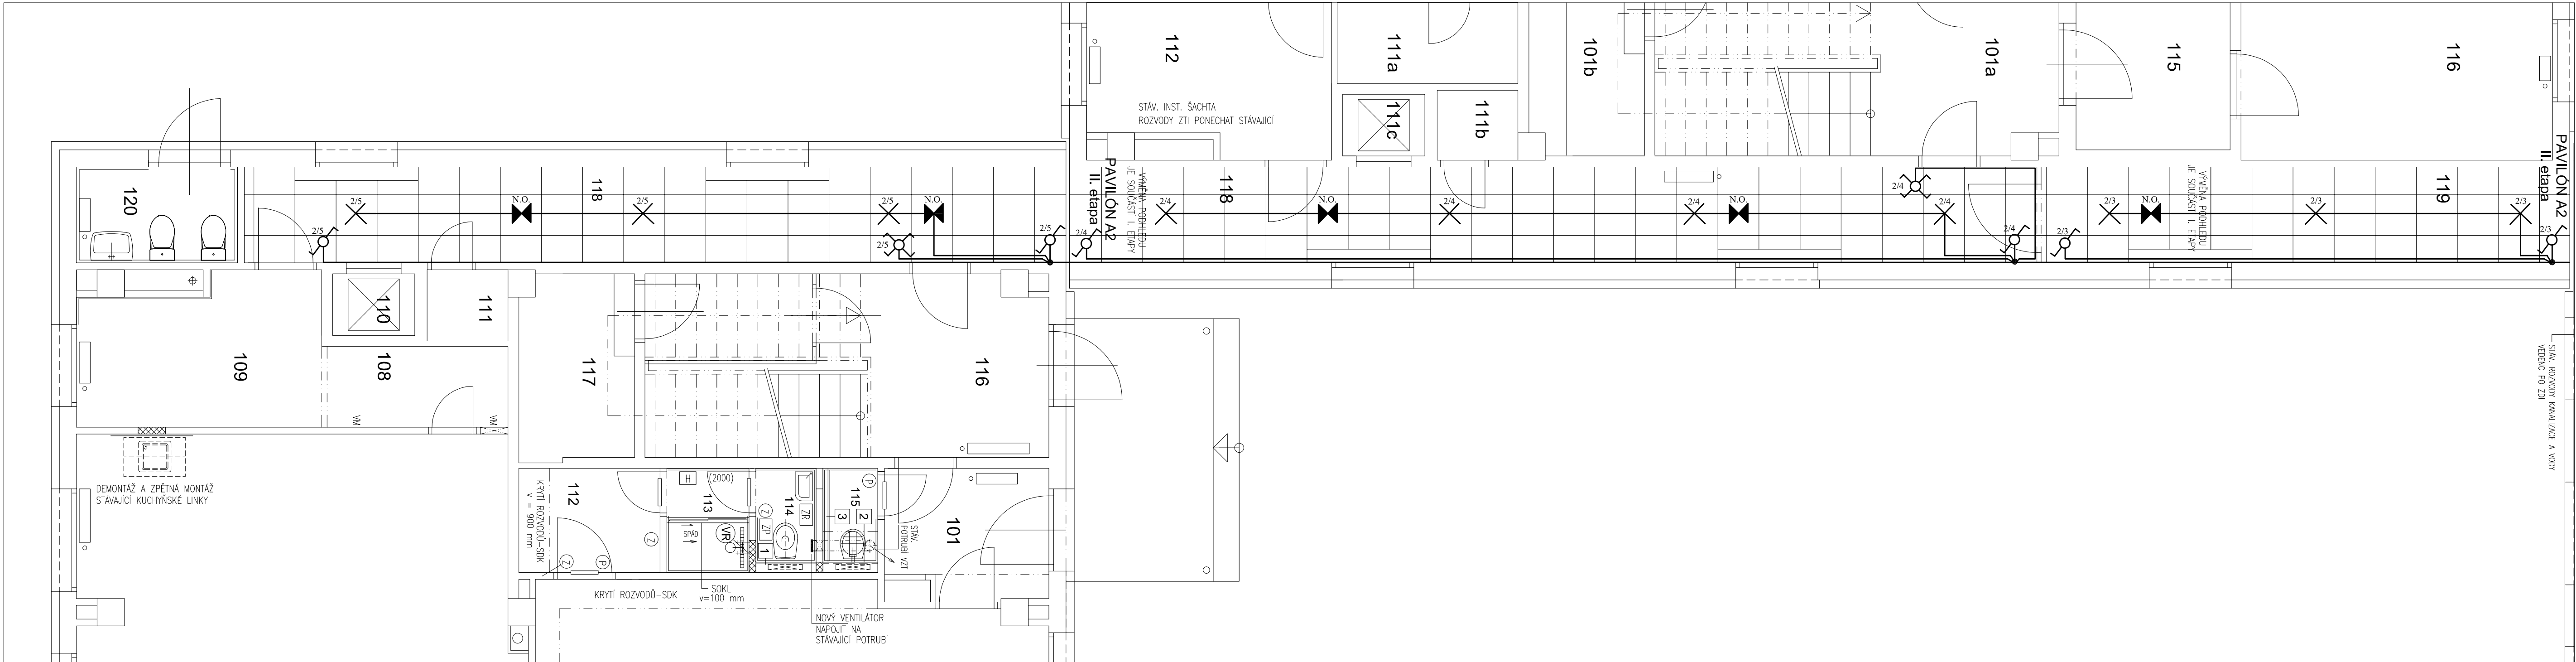 112
111a
101b
101a
115
116
STÁV. INST. ŠACHTA
ROZVODY ZTI PONECHAT STÁVAJÍCÍ
111c
111b
PAVILÓN A2
II. etapa
VÝMĚNA PODHLEDU
JE SOUČÁSTÍ I. ETAPY
118
VÝMĚNA PODHLEDU
JE SOUČÁSTÍ I. ETAPY
119
PAVILÓN A2
II. etapa
120
118
2/5
N.O.
2/5
2/5
N.O.
2/4
N.O.
2/4
2/4
N.O.
2/4
2/4
2/3
N.O.
2/3
2/3
2/5
2/5
2/5
2/4
2/4
2/3
2/3
110
111
109
108
117
116
VM
VM
STÁV. ROZVODY KANALIZACE A VODY
VEDENO PO ZDI
DEMONTÁŽ A ZPĚTNÁ MONTÁŽ
STÁVAJÍCÍ KUCHYŇSKÉ LINKY
112
KRYTÍ ROZVODŮ-SDK
v = 900 mm
H
(2000)
113
SPÁD
VR
114
Z
ZP
ZR
1
115
P
3
2
STÁV.
POTRUBÍ VZT
101
Z
Z
P
SOKL
v=100 mm
KRYTÍ ROZVODŮ-SDK
NOVÝ VENTILÁTOR
NAPOJIT NA
STÁVAJÍCÍ POTRUBÍ